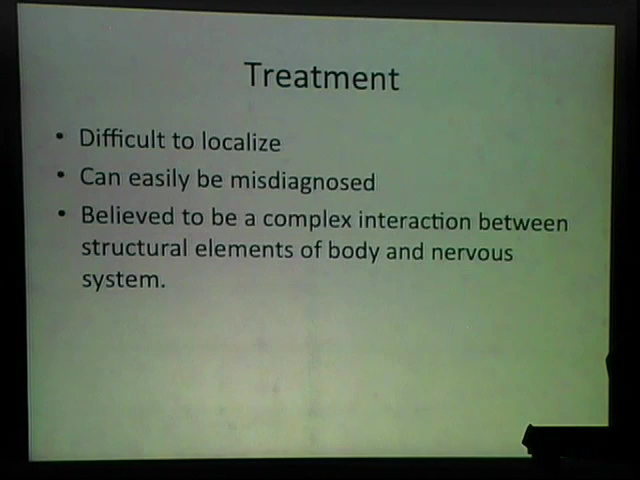 Treatment
• Difficult to localize
• Can easily be misdiagnosed
• Believed to be a complex interaction between
structural elements of body and nervous
system.